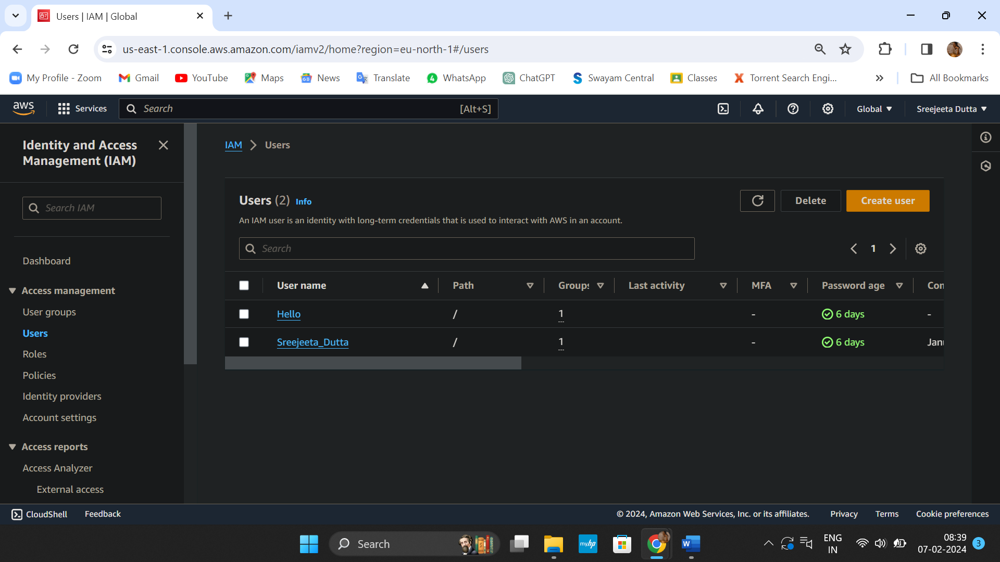 Users | IAM | Global
us-east-1.console.aws.amazon.com/iamv2/home?region=eu-north-1#/users
My Profile - Zoom Gmail YouTube Maps News Translate WhatsApp ChatGPT Swayam Central Classes Torrent Search Engi... All Bookmarks
aws Services Search [Alt+S] Global Sreejeeta Dutta
Identity and Access
Management (IAM)
Search IAM
Dashboard
Access management
User groups
Users
Roles
Policies
Identity providers
Account settings
Access reports
Access Analyzer
External access
IAM Users
Users (2) Info
Delete Create user
An IAM user is an identity with long-term credentials that is used to interact with AWS in an account.
Search
1
User name Path Groups Last activity MFA Password age Con
Hello / 1 - 6 days -
Sreejeeta_Dutta / 1 - 6 days Janu
CloudShell Feedback © 2024, Amazon Web Services, Inc. or its affiliates. Privacy Terms Cookie preferences
Search
myhp
W
ENG
IN
08:39
07-02-2024
3